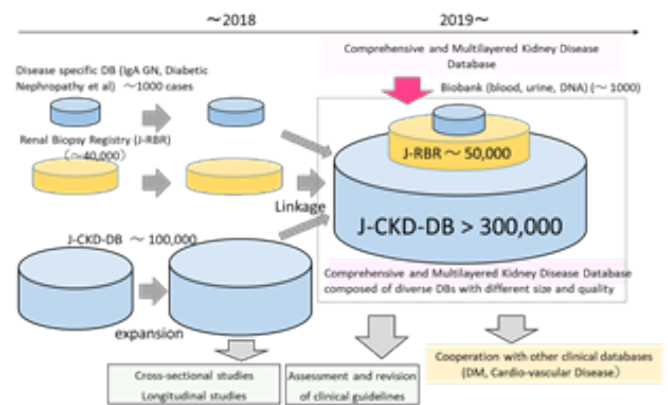 ～2018
2019～
Comprehensive and Multilayered Kidney Disease
Database
Disease specific DB (IgA GN, Diabetic
Nephropathy et al) ～1000 cases
Biobank (blood, urine, DNA) (～ 1000)
Renal Biopsy Registry (J-RBR)
(～40,000)
J-RBR ～ 50,000
Linkage
J-CKD-DB > 300,000
J-CKD-DB ～ 100,000
Comprehensive and Multilayered Kidney Disease Database
composed of diverse DBs with different size and quality
expansion
Cross-sectional studies
Longitudinal studies
Assessment and revision
of clinical guidelines
Cooperation with other clinical databases
(DM, Cardio-vascular Disease)